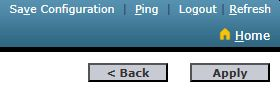 Save Configuration | Ping | Logout | Refresh
Home
< Back Apply